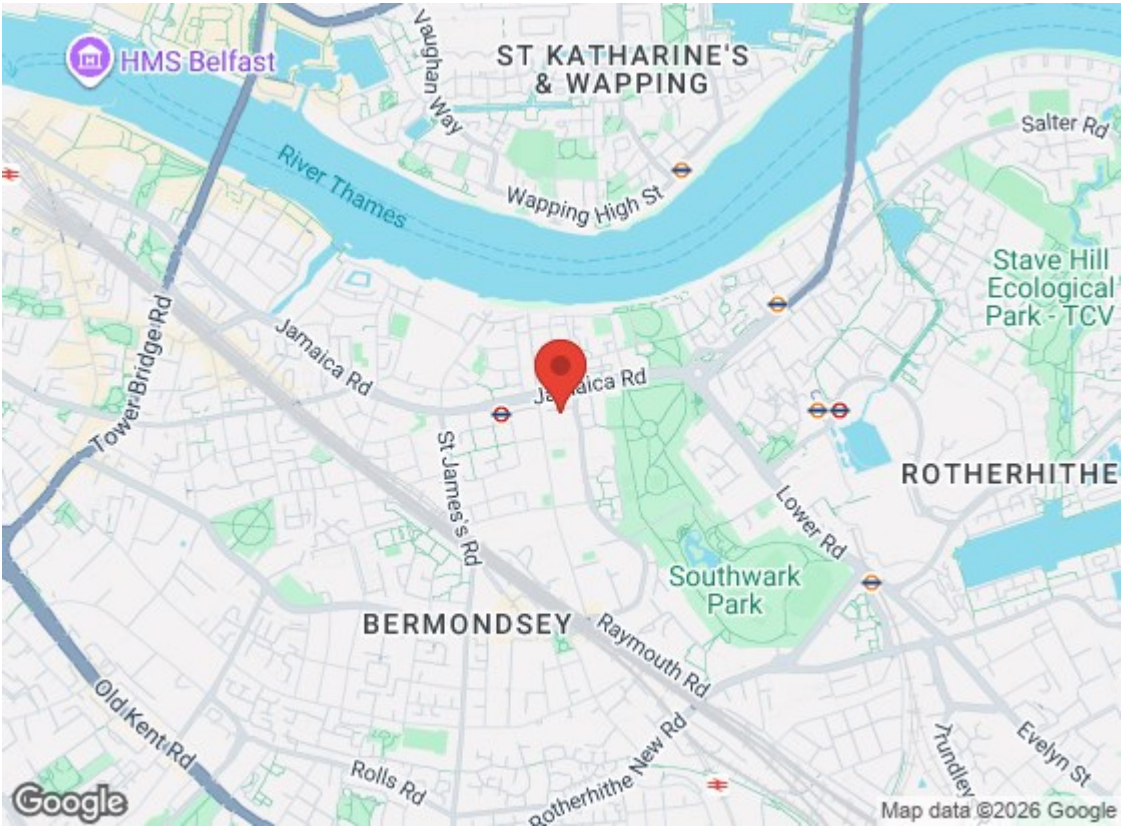 HMS Belfast
Vaughan Way
ST KATHARINE'S
& WAPPING
Salter Rd
River Thames
Wapping High St
Stave Hill
Ecological
Park - TCV
Tower Bridge Rd
Jamaica Rd
Jamaica Rd
St James's Rd
ROTHERHITHE
Lower Rd
Southwark
Park
BERMONDSEY
Raymouth Rd
Old Kent Rd
Rolls Rd
Rotherhithe New Rd
Trundley
Evelyn St
Google
Map data ©2026 Google